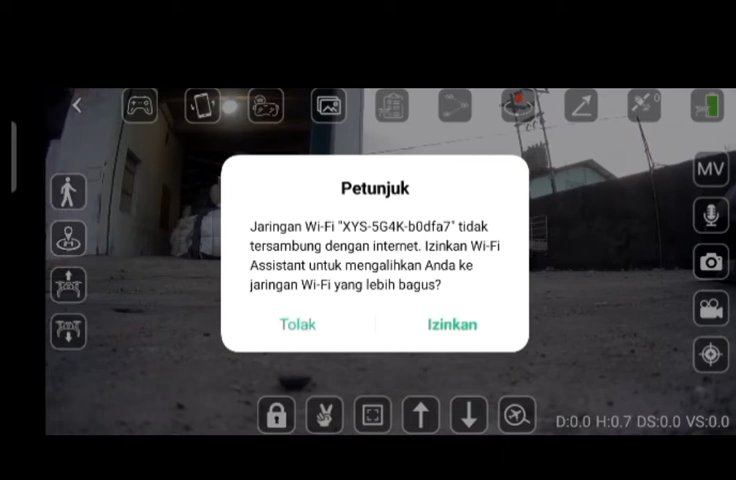 Petunjuk
Jaringan Wi-Fi "XYS-5G4K-b0dfa7" tidak
tersambung dengan internet. Izinkan Wi-Fi
Assistant untuk mengalihkan Anda ke
jaringan Wi-Fi yang lebih bagus?
Tolak
Izinkan
0
MV
D:0.0 H:0.7 DS:0.0 VS:0.0